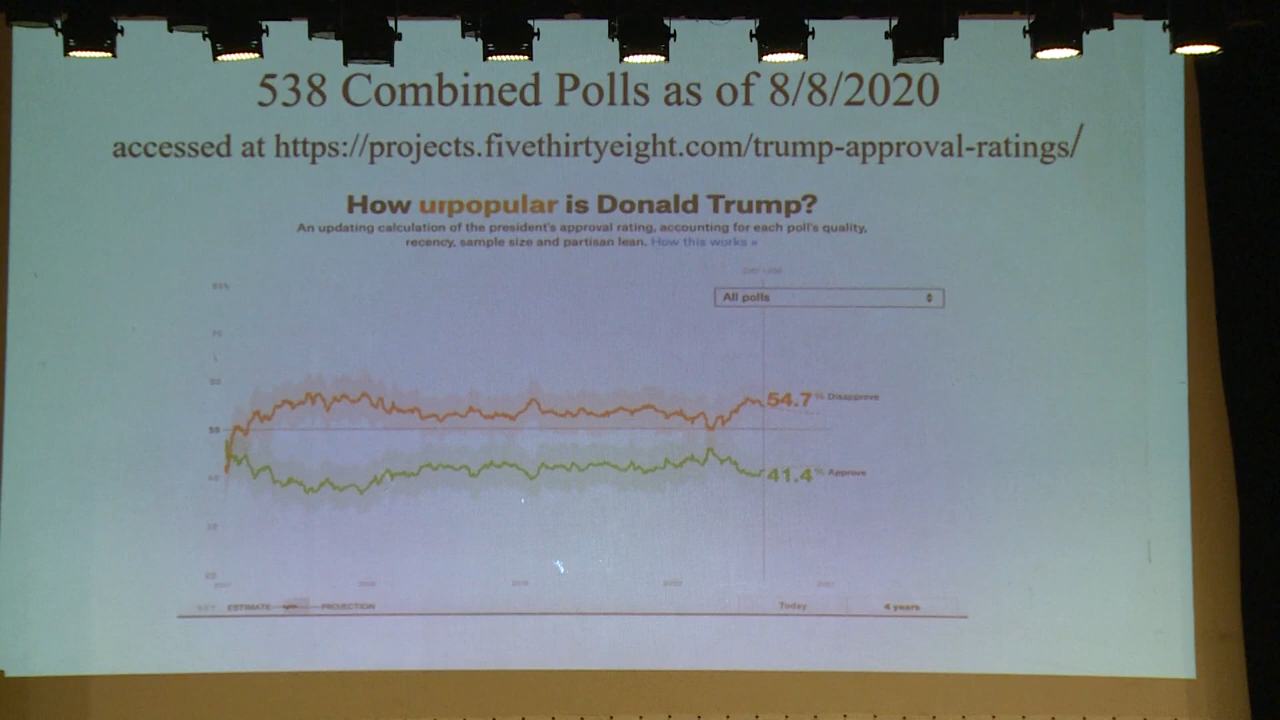 538 Combined Polls as of 8/8/2020
accessed at https://projects.fivethirtyeight.com/trump-approval-ratings/
How unpopular is Donald Trump?
An updating calculation of the president's approval rating, accounting for each poll's quality,
recency, sample size and partisan lean. How this works »
All polls
54.7% Disapprove
50
41.4% Approve
40
ESTIMATE PROJECTION
Today 4 years